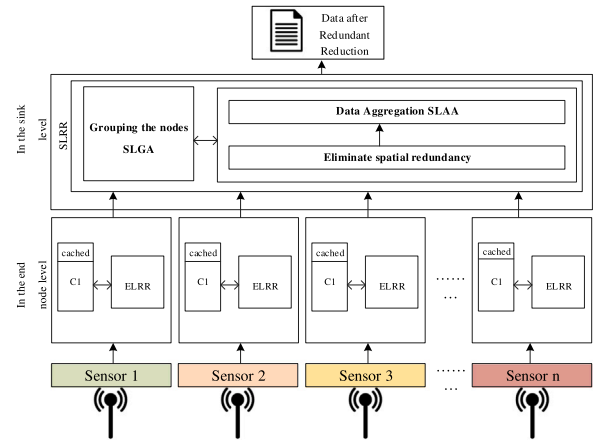 Data after
Redundant
Reduction
In the sink
level
SLRR
Grouping the nodes
SLGA
Data Aggregation SLAA
Eliminate spatial redundancy
In the end
node level
cached
C1
ELRR
cached
C1
ELRR
cached
C1
ELRR
......
...
cached
C1
ELRR
Sensor 1
Sensor 2
Sensor 3
......
...
Sensor n